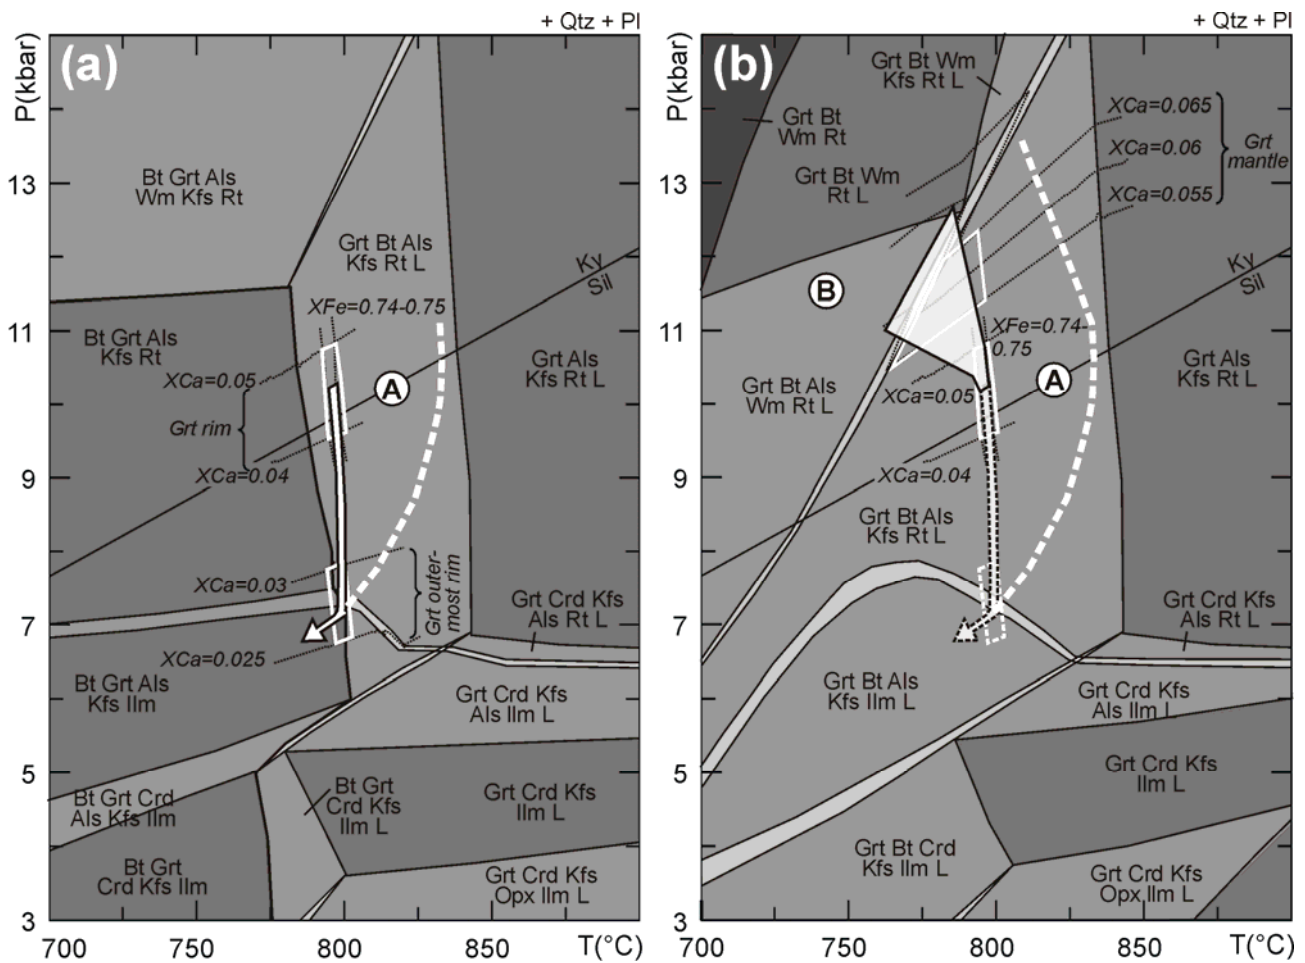 + Qtz + Pl
(a)
P(kbar)
13
11
9
7
5
3
700
750
800
850
T(°C)
Bt Grt Als
Wm Kfs Rt
Grt Bt Als
Kfs Rt L
Ky
Sil
XFe=0.74-0.75
Bt Grt Als
Kfs Rt
XCa=0.05
A
Grt Als
Kfs Rt L
Grt rim
XCa=0.04
XCa=0.03
Grt outer-
most rim
Grt Crd Kfs
Als Rt L
XCa=0.025
Bt Grt Als
Kfs Ilm
Grt Crd Kfs
Als Ilm L
Bt Grt Crd
Als Kfs Ilm
Bt Grt
Crd Kfs
Ilm L
Grt Crd Kfs
Ilm L
Bt Grt
Crd Kfs Ilm
Grt Crd Kfs
Opx Ilm L
+ Qtz + Pl
(b)
P(kbar)
13
11
9
7
5
3
700
750
800
850
T(°C)
Grt Bt Wm
Kfs Rt L
Grt Bt
Wm Rt
XCa=0.065
XCa=0.06
XCa=0.055
Grt
mantle
Grt Bt Wm
Rt L
Ky
Sil
B
XFe=0.74-
0.75
Grt Als
Kfs Rt L
A
Grt Bt Als
Wm Rt L
XCa=0.05
XCa=0.04
Grt Bt Als
Kfs Rt L
Grt Crd Kfs
Als Rt L
Grt Bt Als
Kfs Ilm L
Grt Crd Kfs
Als Ilm L
Grt Crd Kfs
Ilm L
Grt Bt Crd
Kfs Ilm L
Grt Crd Kfs
Opx Ilm L